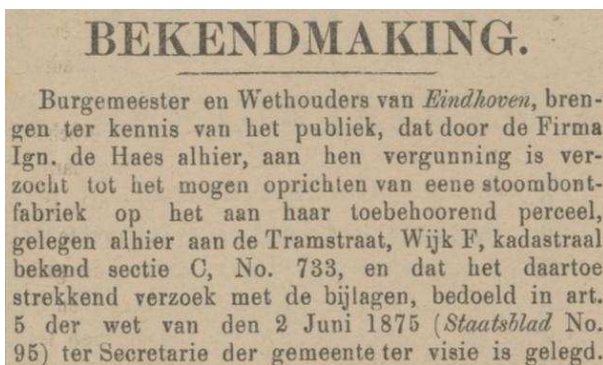 BEKENDMAKING.
Burgemeester en Wethouders van Eindhoven, bren-
gen ter kennis van het publiek, dat door de Firma
Ign. de Haes alhier, aan hen vergunning is ver-
zocht tot het mogen oprichten van eene stoombont-
fabriek op het aan haar toebehoorend perceel,
gelegen alhier aan de Tramstraat, Wijk F, kadastraal
bekend sectie C, No. 733, en dat het daartoe
strekkend verzoek met de bijlagen, bedoeld in art.
5 der wet van den 2 Juni 1875 (Staatsblad No.
95) ter Secretarie der gemeente ter visie is gelegd.